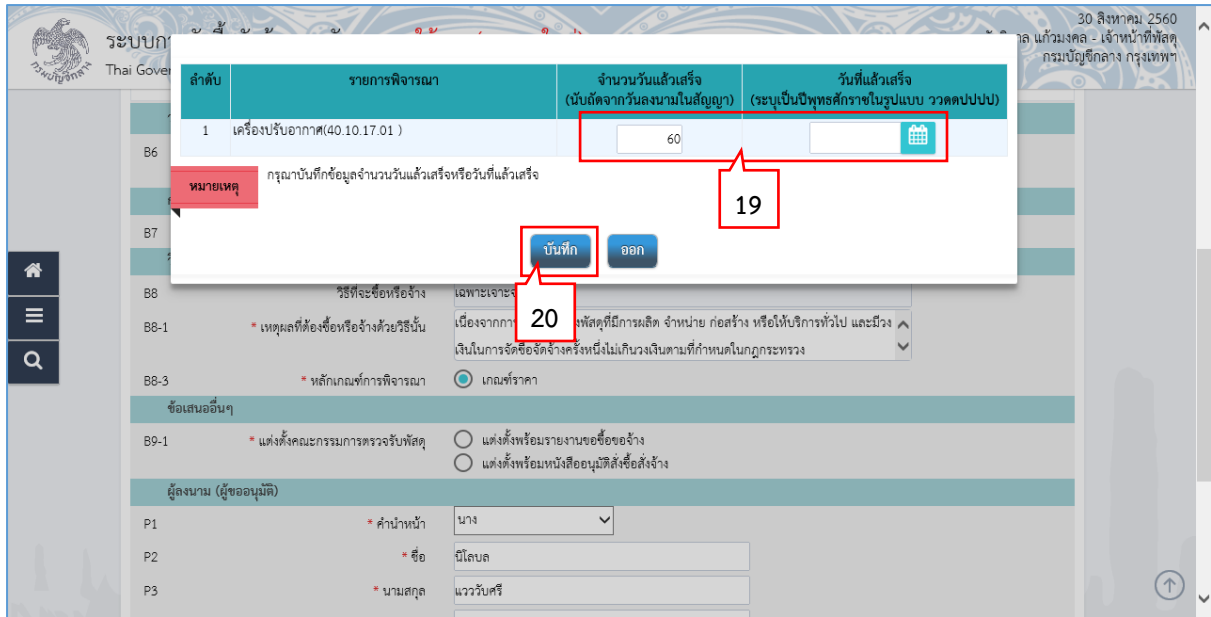 30 สิงหาคม 2560
ระบบกา
แก้วมงคล - เจ้าหน้าที่พัสดุ
Thai Gover
กรมบัญชีกลาง กรุงเทพฯ
กรมบัญชีกลาง
ลำดับ รายการพิจารณา จำนวนวันแล้วเสร็จ วันที่แล้วเสร็จ
(นับถัดจากวันลงนามในสัญญา) (ระบุเป็นปีพุทธศักราชในรูปแบบ ววดดปปปป)
1 เครื่องปรับอากาศ(40.10.17.01 ) 60
B6
หมายเหตุ กรุณาบันทึกข้อมูลจำนวนวันแล้วเสร็จหรือวันที่แล้วเสร็จ
19
B7
บันทึก ออก
B8 วิธีที่จะซื้อหรือจ้าง เฉพาะเจาะจ
20
B8-1 * เหตุผลที่ต้องซื้อหรือจ้างด้วยวิธีนั้น เนื่องจากกา งพัสดุที่มีการผลิต จำหน่าย ก่อสร้าง หรือให้บริการทั่วไป และมีวง
เงินในการจัดซื้อจัดจ้างครั้งหนึ่งไม่เกินวงเงินตามที่กำหนดในกฎกระทรวง
B8-3 * หลักเกณฑ์การพิจารณา เกณฑ์ราคา
ข้อเสนออื่นๆ
B9-1 * แต่งตั้งคณะกรรมการตรวจรับพัสดุ แต่งตั้งพร้อมรายงานขอซื้อขอจ้าง
แต่งตั้งพร้อมหนังสืออนุมัติสั่งซื้อสั่งจ้าง
ผู้ลงนาม (ผู้ขออนุมัติ)
P1 * คำนำหน้า นาง
P2 * ชื่อ นิโลบล
P3 * นามสกุล แวววับศรี